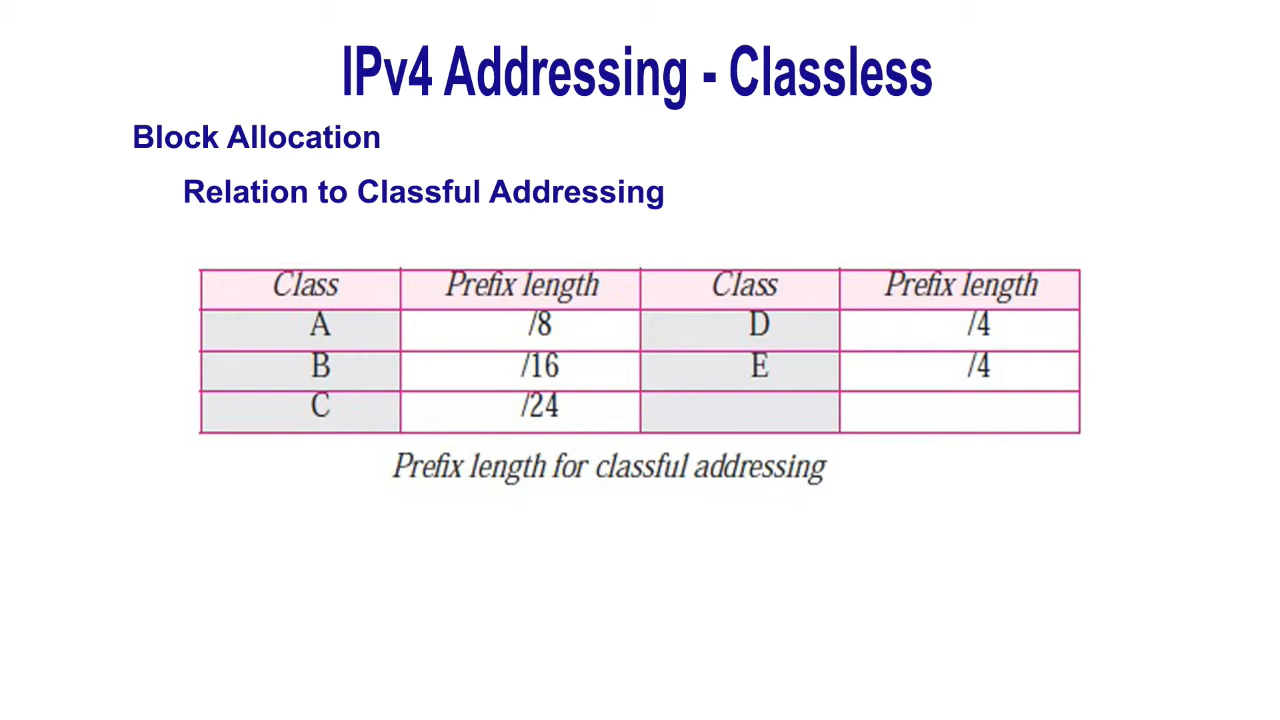 IPv4 Addressing - Classless
Block Allocation
Relation to Classful Addressing
Class Prefix length Class Prefix length
A /8 D /4
B /16 E /4
C /24
Prefix length for classful addressing